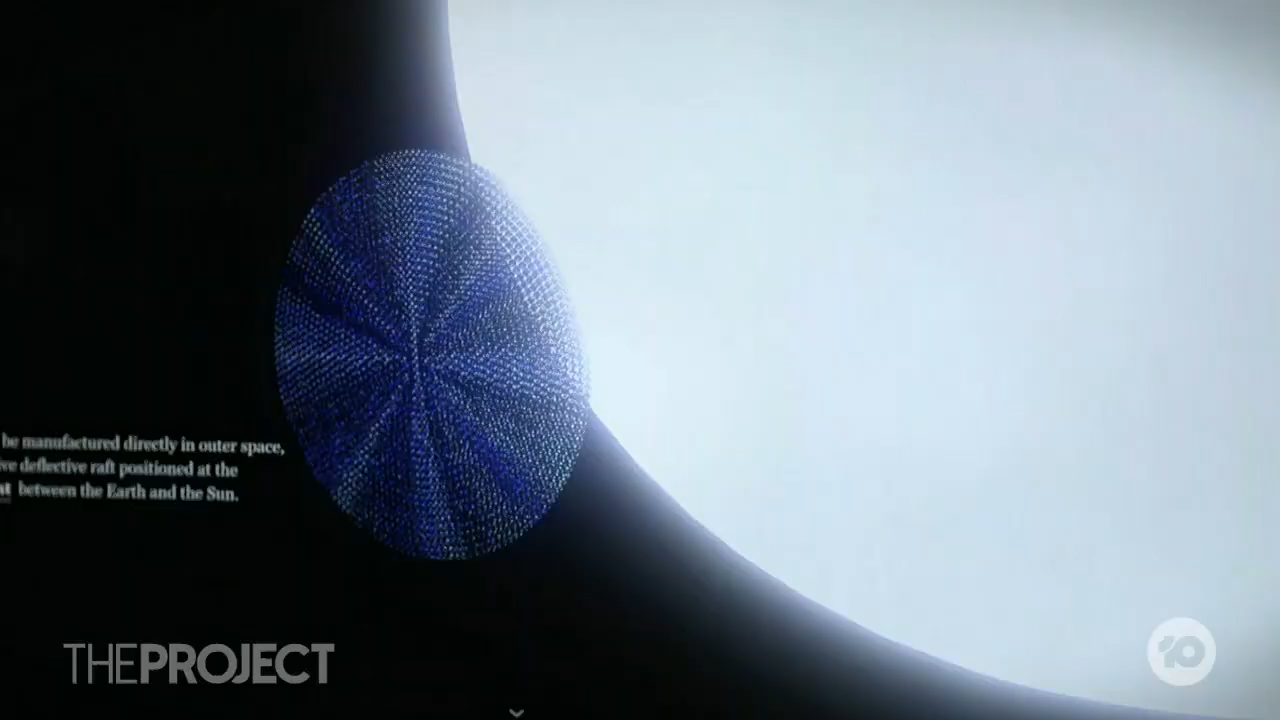 be manufactured directly in outer space,
deflective raft positioned at the
between the Earth and the Sun.
THEPROJECT
10